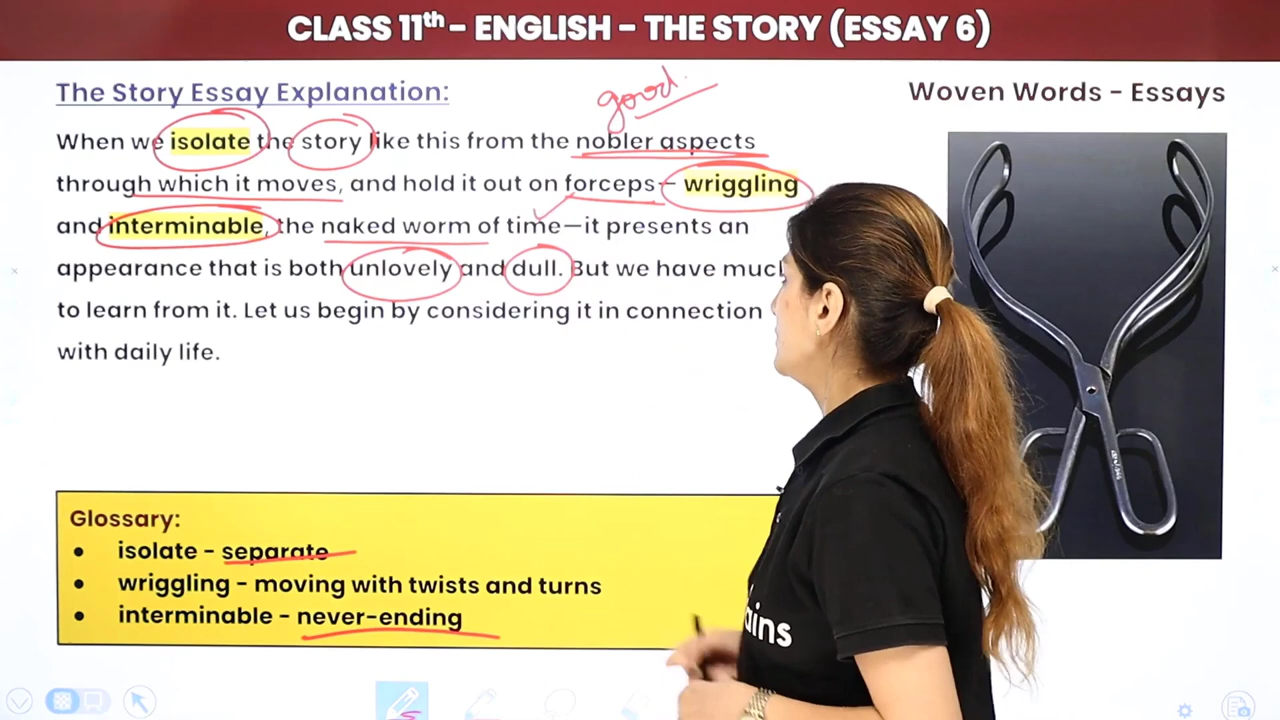 CLASS 11th - ENGLISH - THE STORY (ESSAY 6)
The Story Essay Explanation:
good.
Woven Words - Essays
When we isolate the story like this from the nobler aspects
through which it moves, and hold it out on forceps— wriggling
and interminable, the naked worm of time—it presents an
appearance that is both unlovely and dull. But we have much
to learn from it. Let us begin by considering it in connection
with daily life.
Glossary:
• isolate - separate
• wriggling - moving with twists and turns
• interminable - never-ending